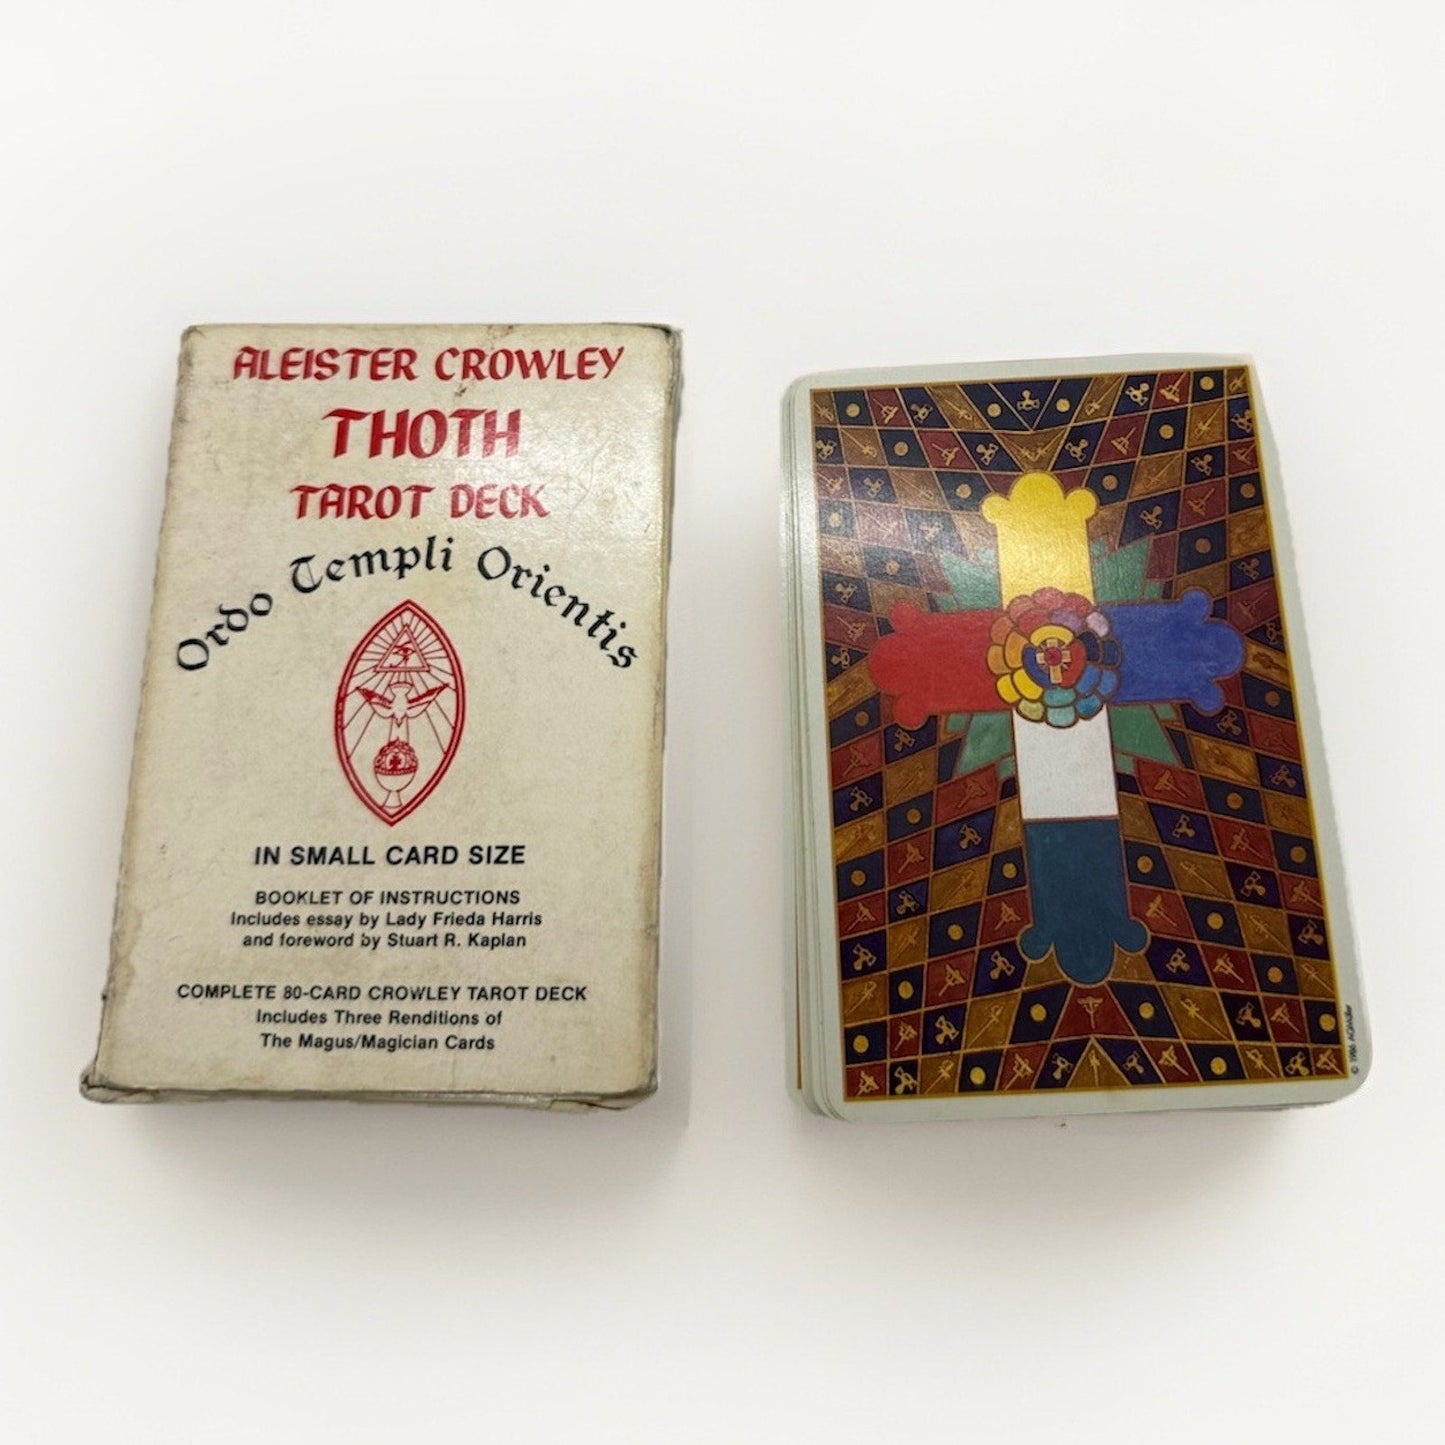 ALEISTER CROWLEY
THOTH
TAROT DECK
Ordo Templi Orientis
IN SMALL CARD SIZE
BOOKLET OF INSTRUCTIONS
Includes essay by Lady Frieda Harris
and foreword by Stuart R. Kaplan
COMPLETE 80-CARD CROWLEY TAROT DECK
Includes Three Renditions of
The Magus/Magician Cards
© 1986 AGMüller